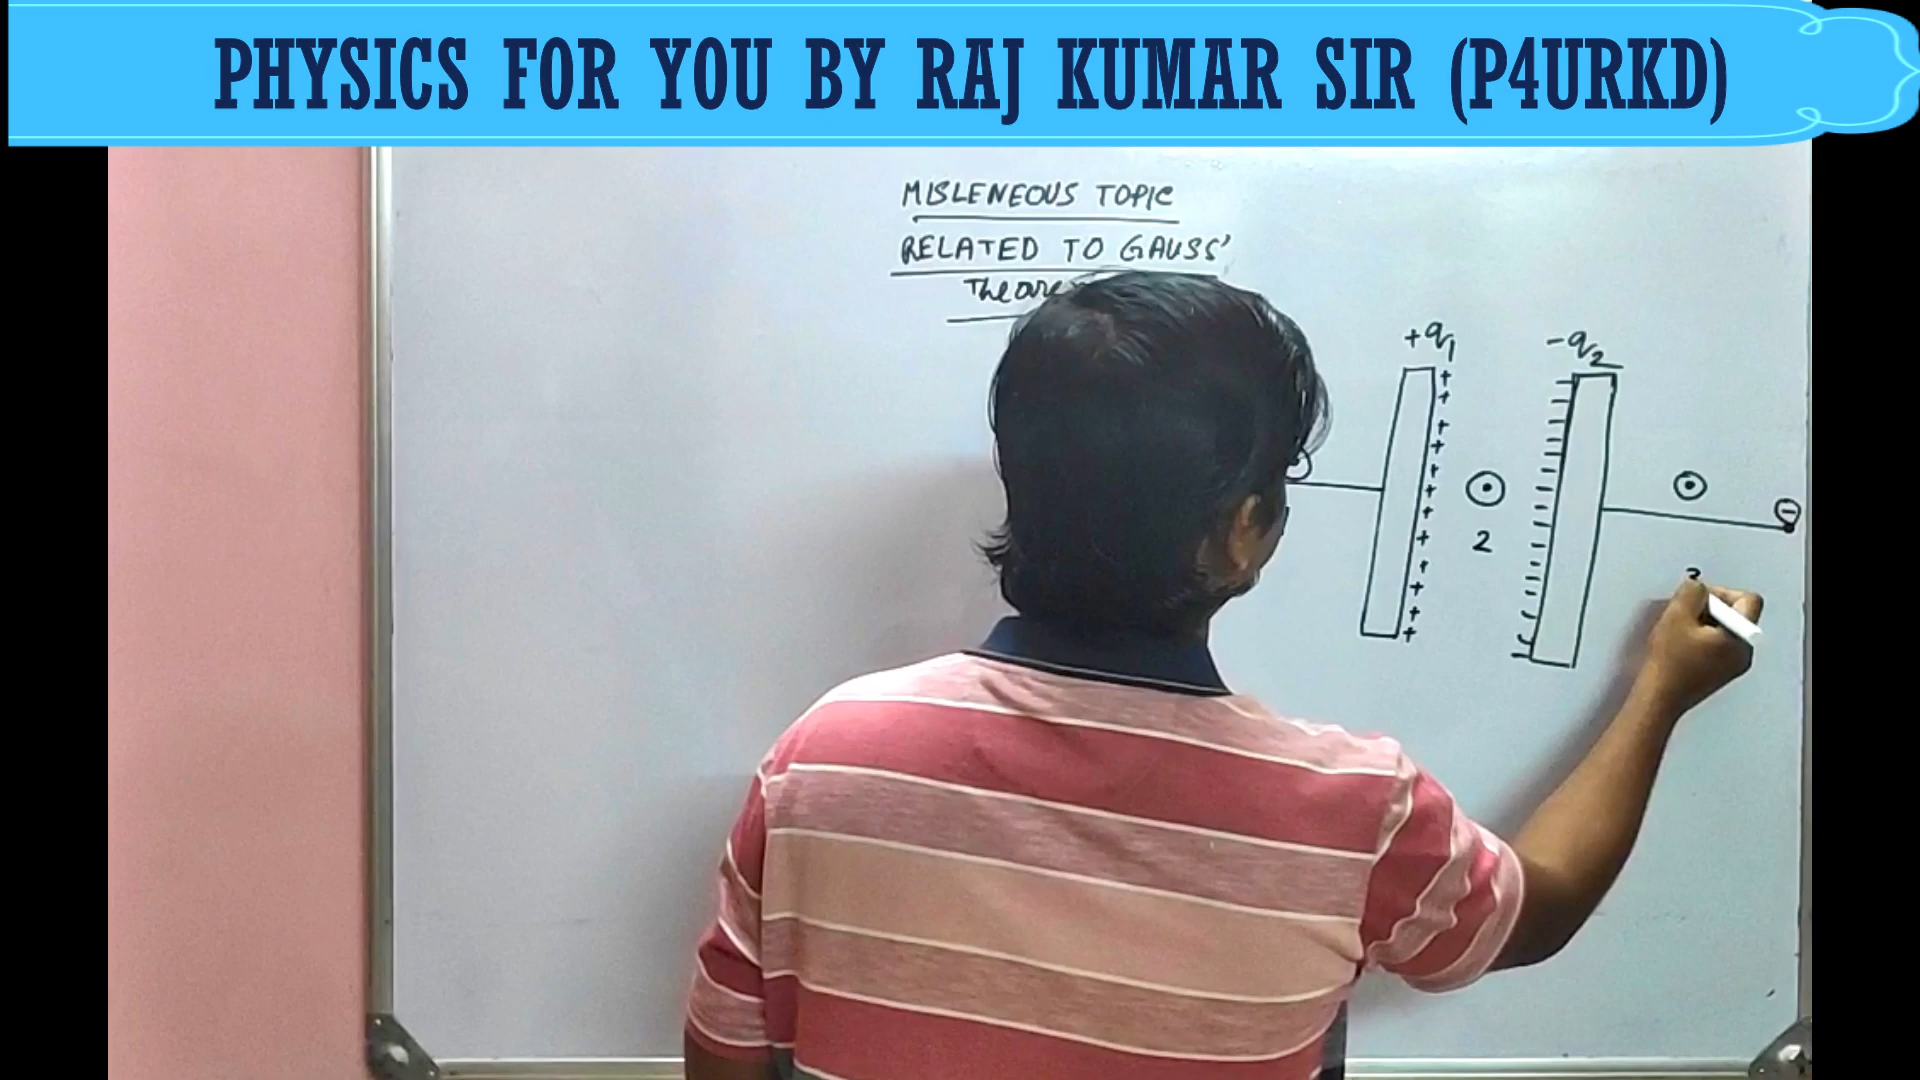 PHYSICS FOR YOU BY RAJ KUMAR SIR (P4URKD)
MISLENEOUS TOPIC
RELATED TO GAUSS'
+q1 -q2
2